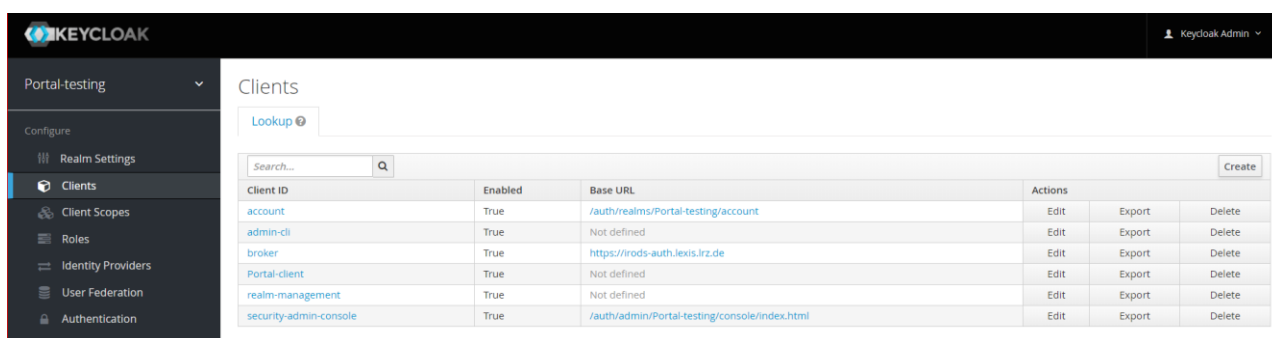 KEYCLOAK
Keycloak Admin
Portal-testing
Configure
Realm Settings
Clients
Client Scopes
Roles
Identity Providers
User Federation
Authentication
Clients
Lookup
Search...
Create
Client ID Enabled Base URL Actions
account True /auth/realms/Portal-testing/account Edit Export Delete
admin-cli True Not defined Edit Export Delete
broker True https://irods-auth.lexis.lrz.de Edit Export Delete
Portal-client True Not defined Edit Export Delete
realm-management True Not defined Edit Export Delete
security-admin-console True /auth/admin/Portal-testing/console/index.html Edit Export Delete